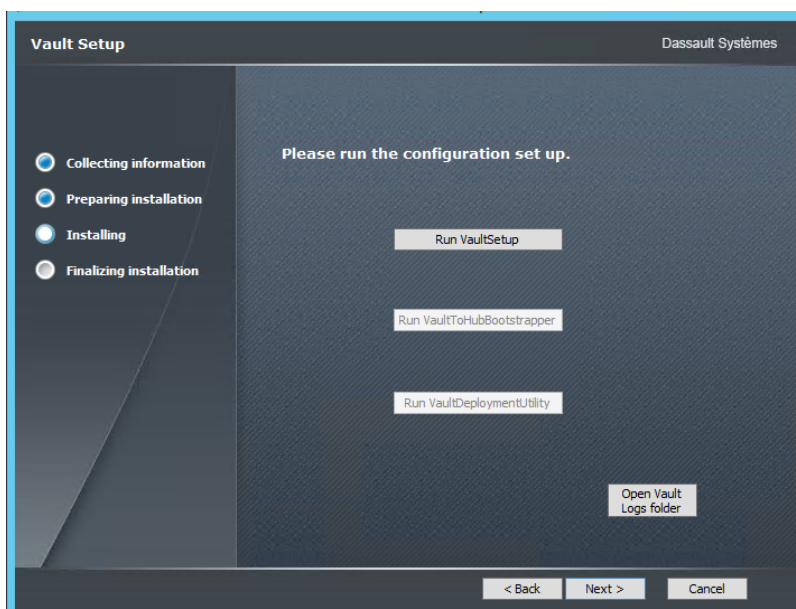 Vault Setup
Dassault Systèmes
Collecting information
Preparing installation
Installing
Finalizing installation
Please run the configuration set up.
Run VaultSetup
Run VaultToHubBootstrapper
Run VaultDeploymentUtility
Open Vault
Logs folder
< Back
Next >
Cancel